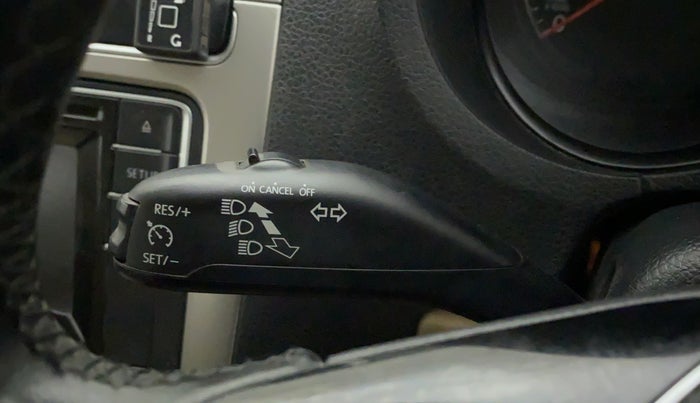 G
SETUP
ON CANCEL OFF
RES/+
SET/-